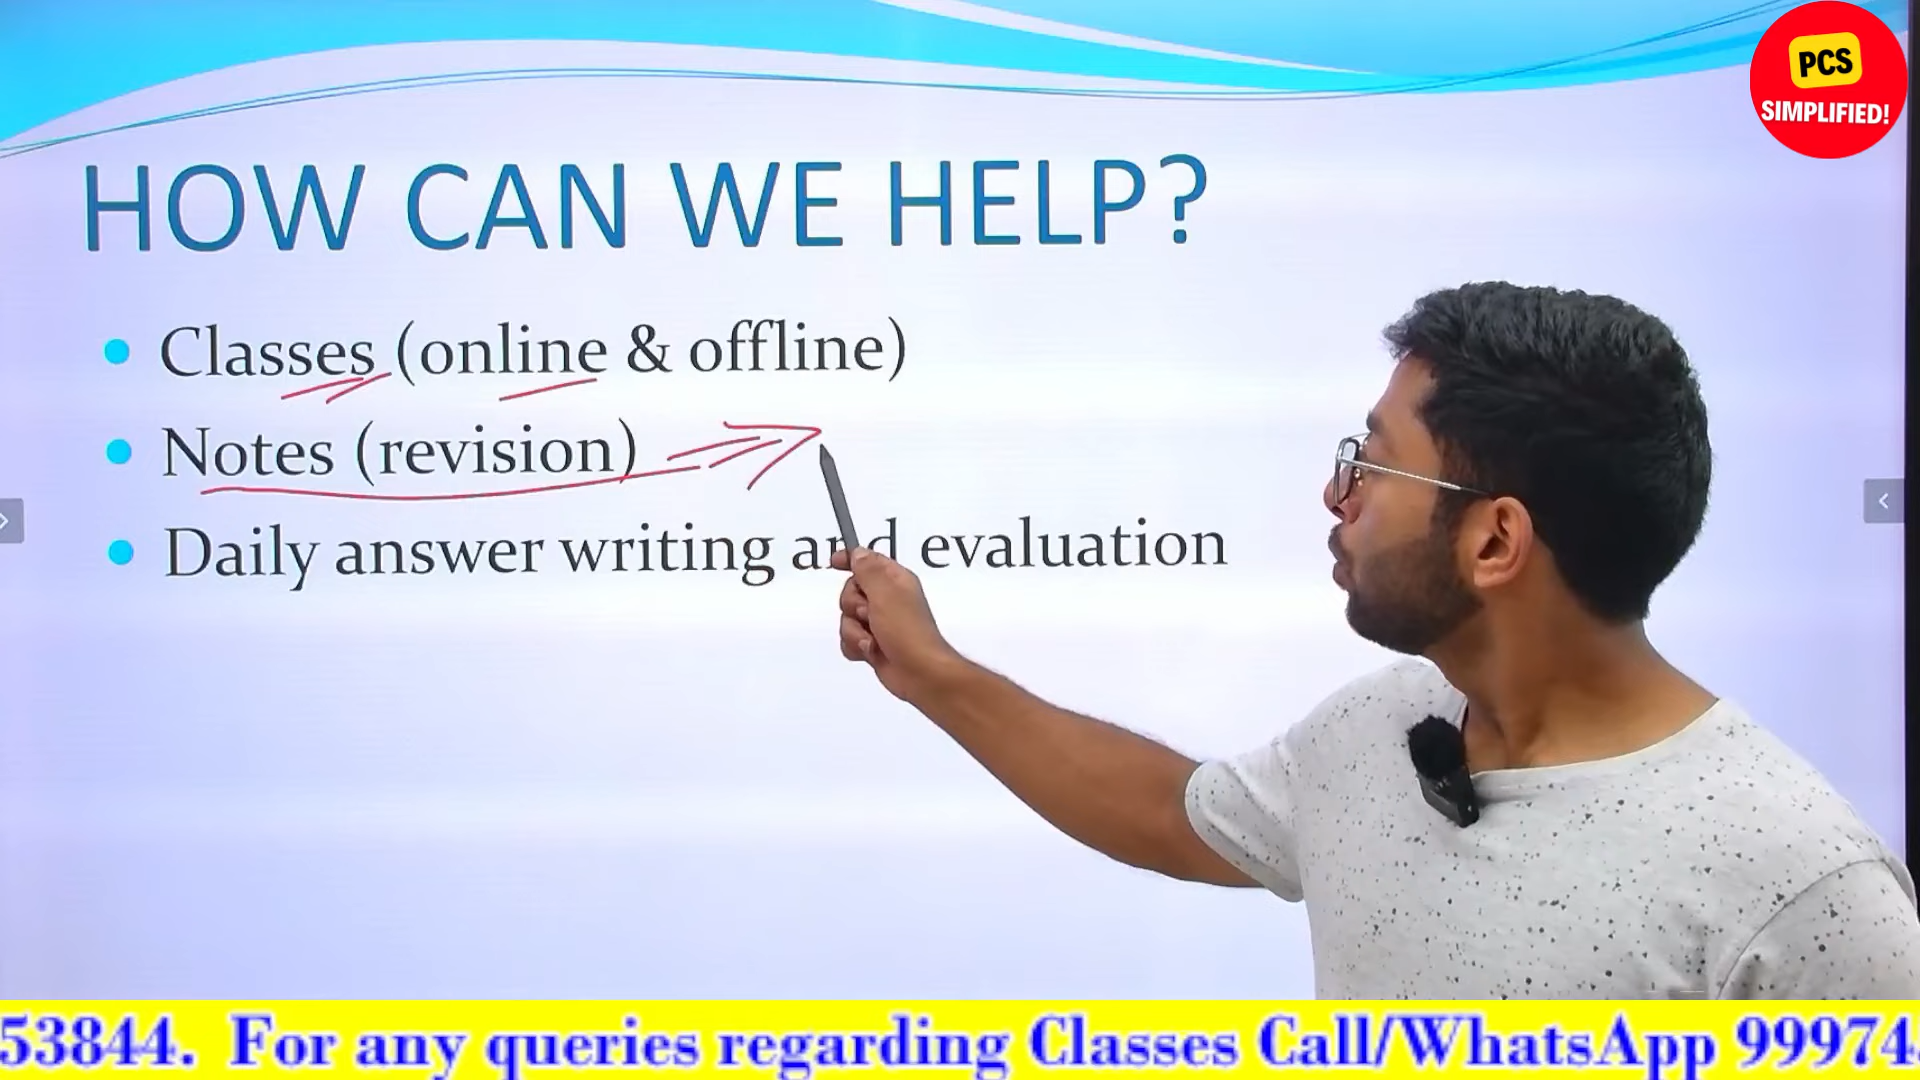 PCS
SIMPLIFIED!
HOW CAN WE HELP?
• Classes (online & offline)
• Notes (revision)
• Daily answer writing and evaluation
53844. For any queries regarding Classes Call/WhatsApp 99974